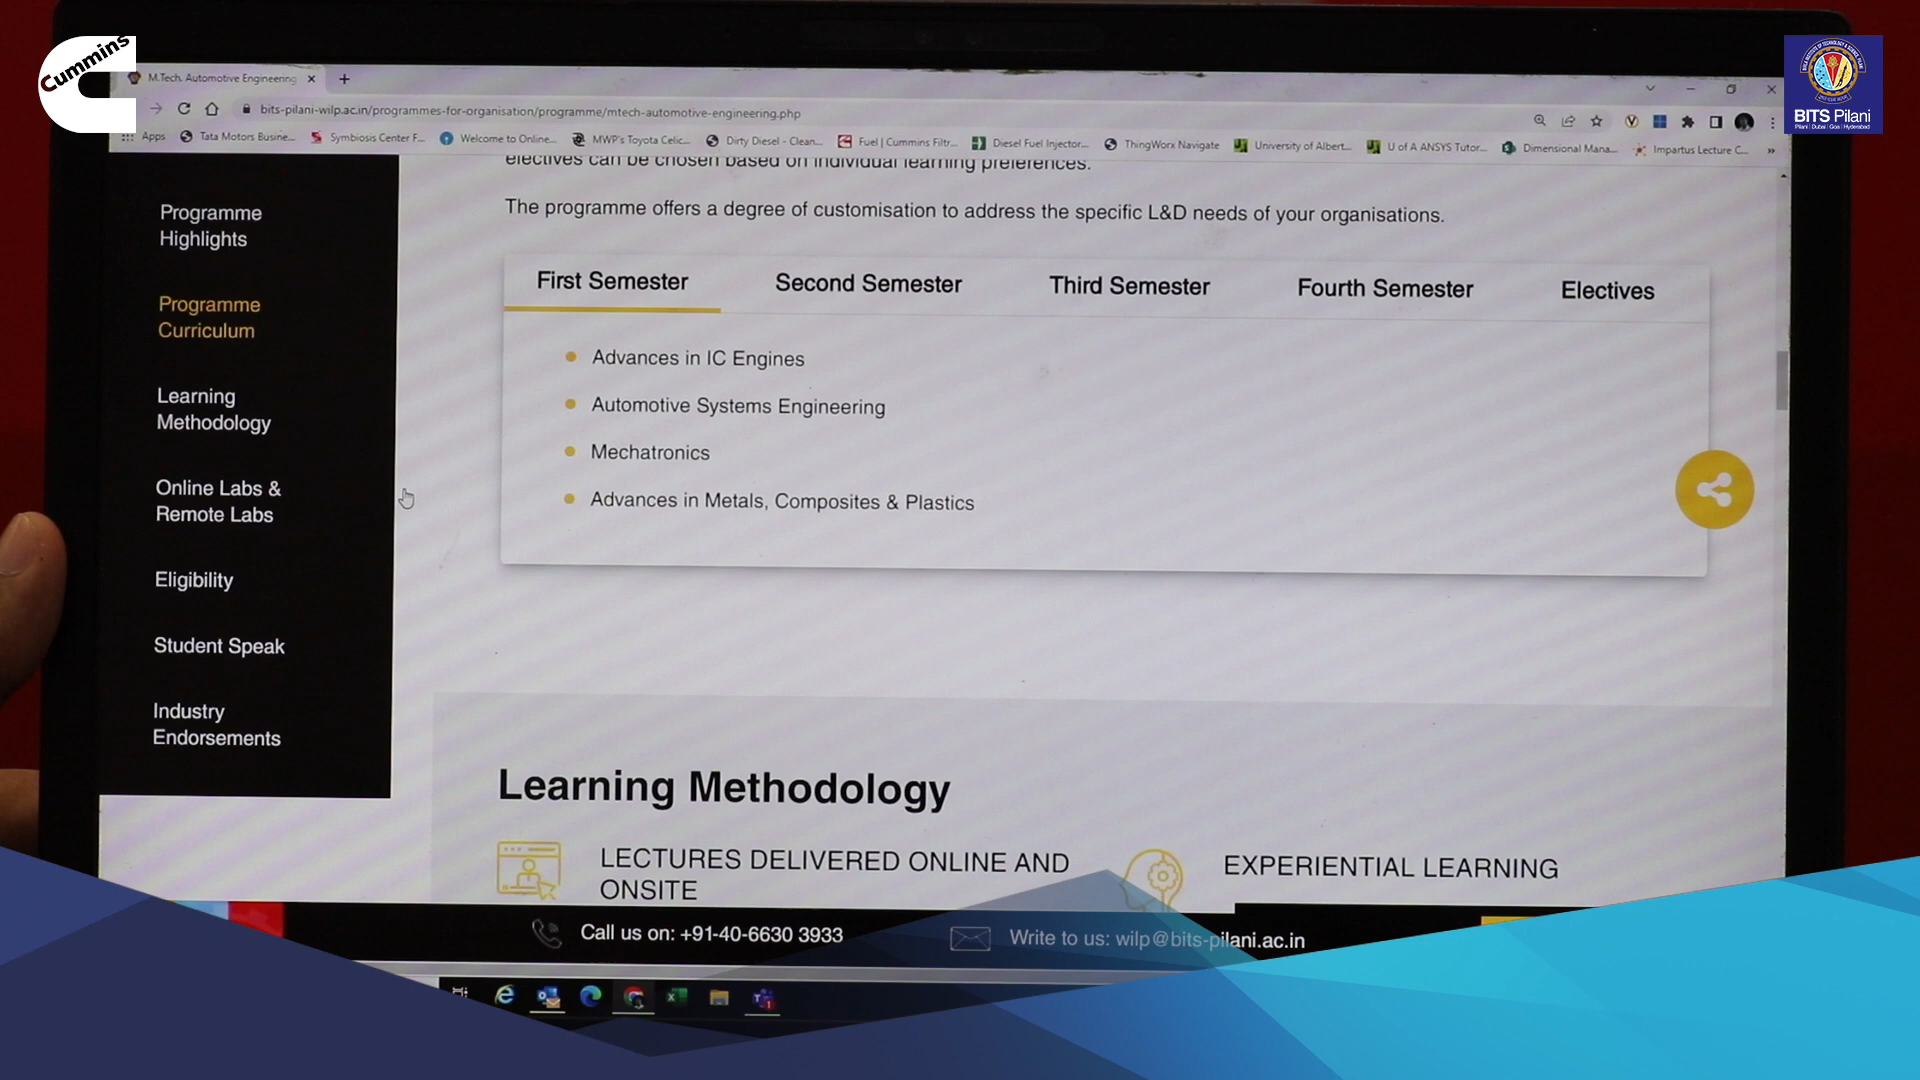 Cummins
M.Tech. Automotive Engineering
bits-pilani-wilp.ac.in/programmes-for-organisation/programme/mtech-automotive-engineering.php
Apps
Tata Motors Busine...
Symbiosis Center F...
Welcome to Online...
MWP's Toyota Celic...
Dirty Diesel - Clean...
Fuel | Cummins Filtr...
Diesel Fuel Injector...
ThingWorx Navigate
University of Albert...
U of A ANSYS Tutor...
Dimensional Mana...
Impartus Lecture C...
BITS Pilani
Pilani | Dubai | Goa | Hyderabad
electives can be chosen based on individual learning preferences.
The programme offers a degree of customisation to address the specific L&D needs of your organisations.
Programme
Highlights
Programme
Curriculum
Learning
Methodology
Online Labs &
Remote Labs
Eligibility
Student Speak
Industry
Endorsements
First Semester
Second Semester
Third Semester
Fourth Semester
Electives
Advances in IC Engines
Automotive Systems Engineering
Mechatronics
Advances in Metals, Composites & Plastics
Learning Methodology
LECTURES DELIVERED ONLINE AND
ONSITE
EXPERIENTIAL LEARNING
Call us on: +91-40-6630 3933
Write to us: wilp@bits-pilani.ac.in